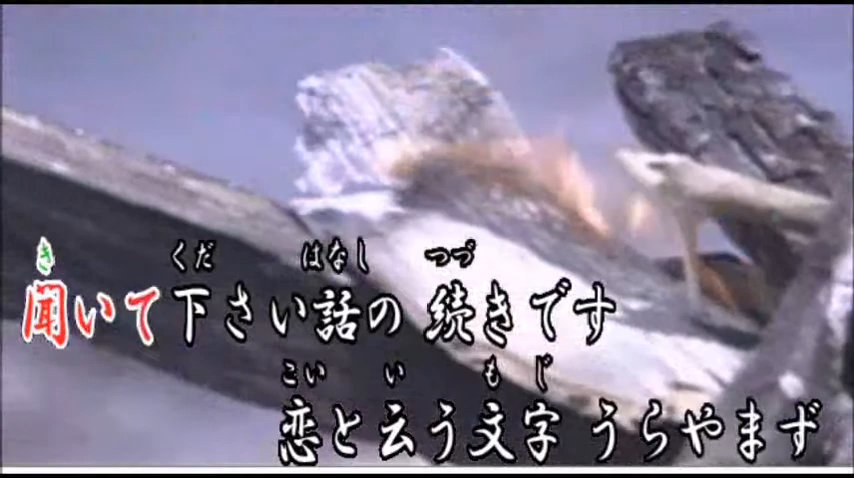 き くだ はなし つづ
聞いて下さい話の 続きです
こい い もじ
恋と云う文字 うらやまず